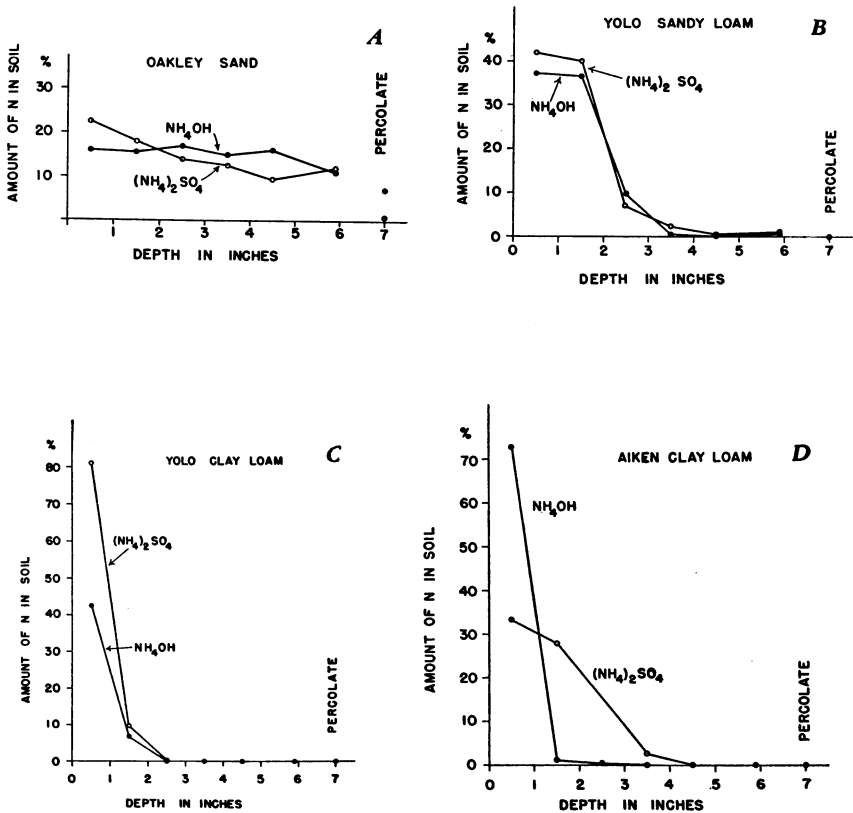 A
OAKLEY SAND
%
AMOUNT OF N IN SOIL
30
20
10
NH4OH
(NH4)2SO4
PERCOLATE
1 2 3 4 5 6 7
DEPTH IN INCHES
B
YOLO SANDY LOAM
%
AMOUNT OF N IN SOIL
40
30
20
10
0
(NH4)2 SO4
NH4OH
PERCOLATE
0 1 2 3 4 5 6 7
DEPTH IN INCHES
C
YOLO CLAY LOAM
%
AMOUNT OF N IN SOIL
80
60
50
40
30
20
10
0
(NH4)2SO4
NH4OH
PERCOLATE
0 1 2 3 4 5 6 7
DEPTH IN INCHES
D
AIKEN CLAY LOAM
%
AMOUNT OF N IN SOIL
70
60
50
40
30
20
10
0
NH4OH
(NH4)2SO4
PERCOLATE
0 1 2 3 4 .5 6 7
DEPTH IN INCHES